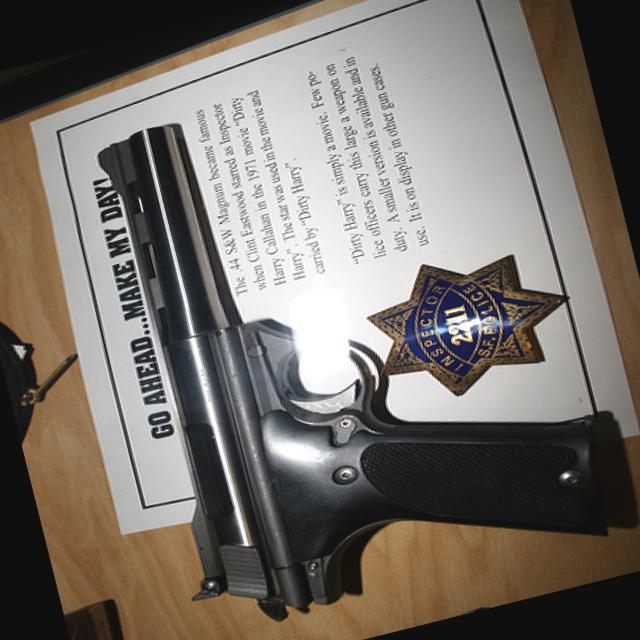 GO AHEAD...MAKE MY DAY!
The .44 S&W Magnum became famous
when Clint Eastwood starred as Inspector
Harry Callahan in the 1971 movie "Dirty
Harry". The star was used in the movie and
carried by "Dirty Harry".
"Dirty Harry" is simply a movie. Few po-
lice officers carry this large a weapon on
duty. A smaller version is available and in
use. It is on display in other gun cases.
INSPECTOR
2211
POLICE